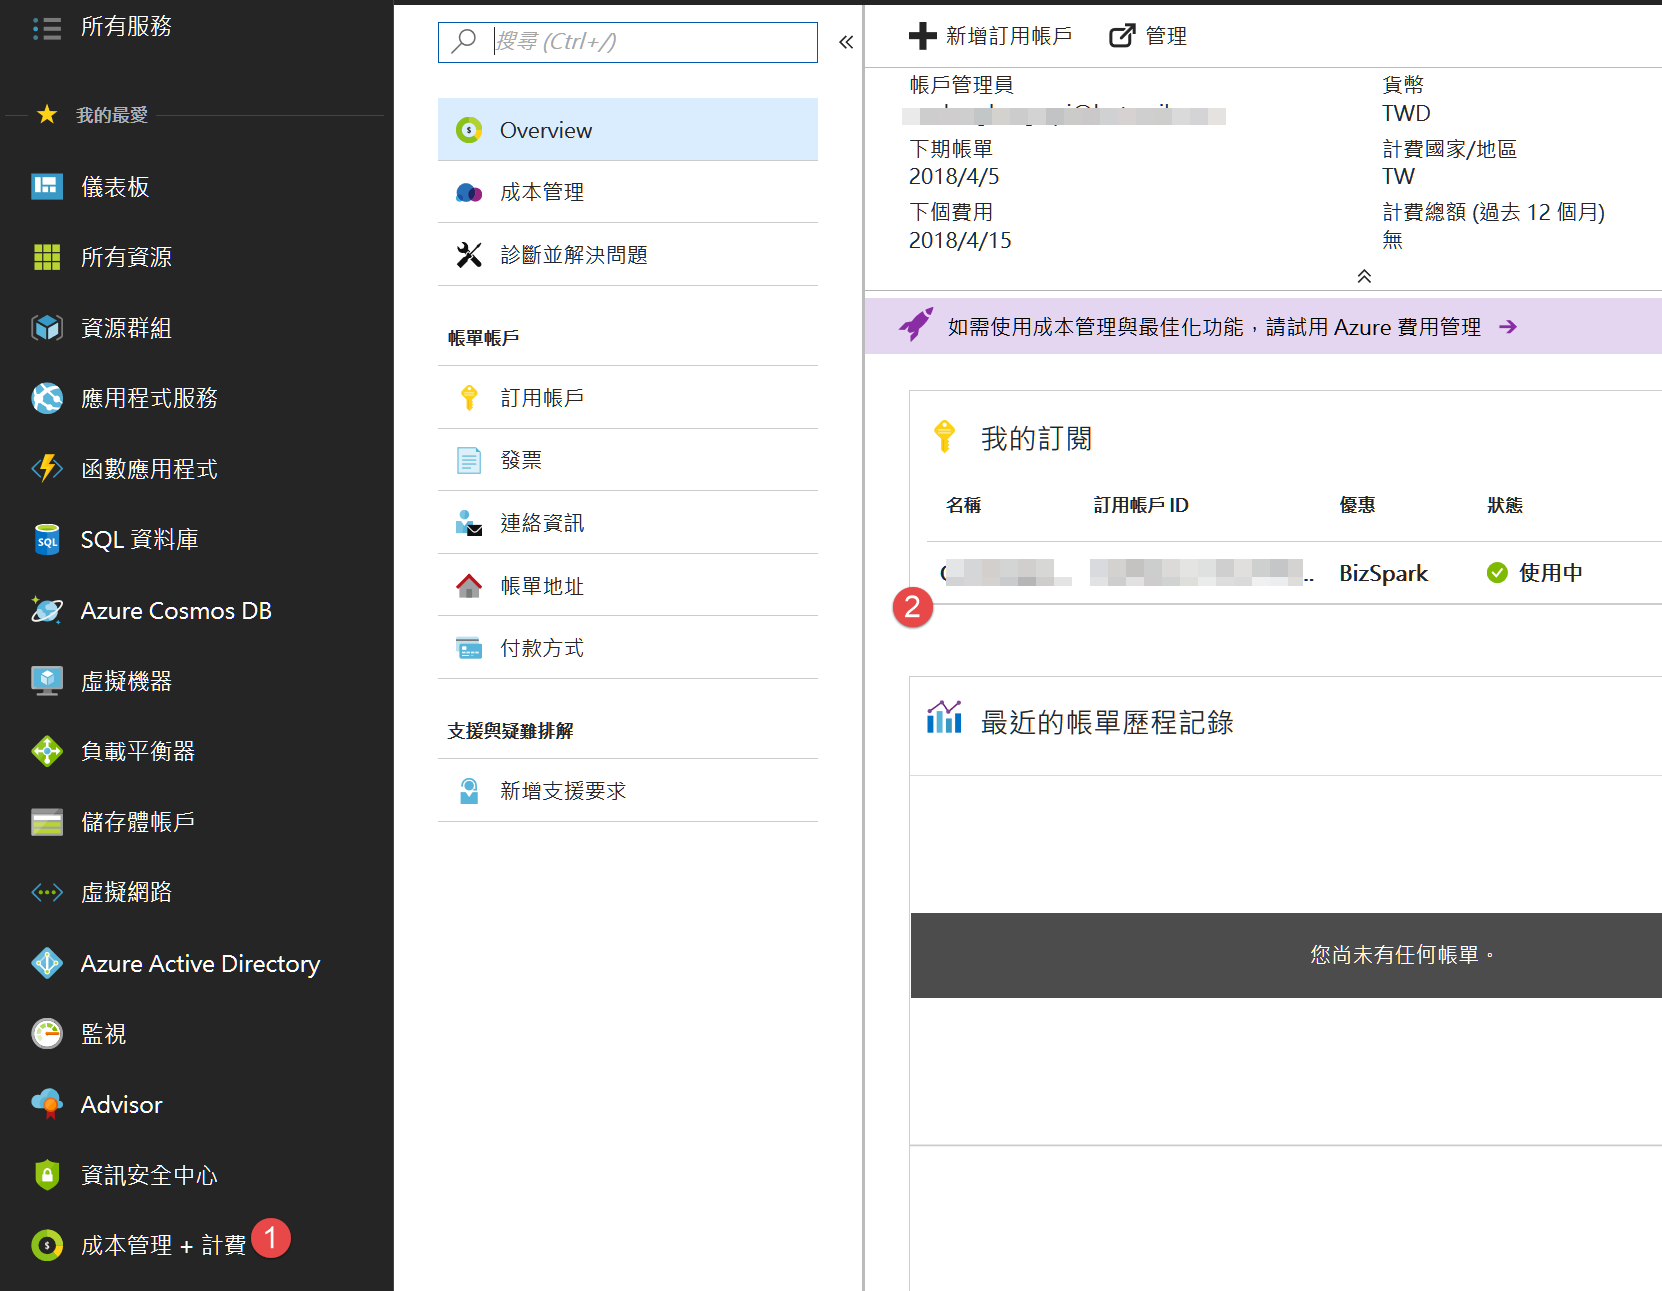 所有服務
我的最愛
儀表板
所有資源
資源群組
應用程式服務
函數應用程式
SQL 資料庫
Azure Cosmos DB
虛擬機器
負載平衡器
儲存體帳戶
虛擬網路
Azure Active Directory
監視
Advisor
資訊安全中心
成本管理 + 計費
1
搜尋 (Ctrl+/)
Overview
成本管理
診斷並解決問題
帳單帳戶
訂用帳戶
發票
連絡資訊
帳單地址
付款方式
支援與疑難排解
新增支援要求
新增訂用帳戶 管理
帳戶管理員
下期帳單
2018/4/5
下個費用
2018/4/15
貨幣
TWD
計費國家/地區
TW
計費總額 (過去 12 個月)
無
如需使用成本管理與最佳化功能，請試用 Azure 費用管理
我的訂閱
名稱 訂用帳戶 ID 優惠 狀態
.. BizSpark 使用中
2
最近的帳單歷程記錄
您尚未有任何帳單。